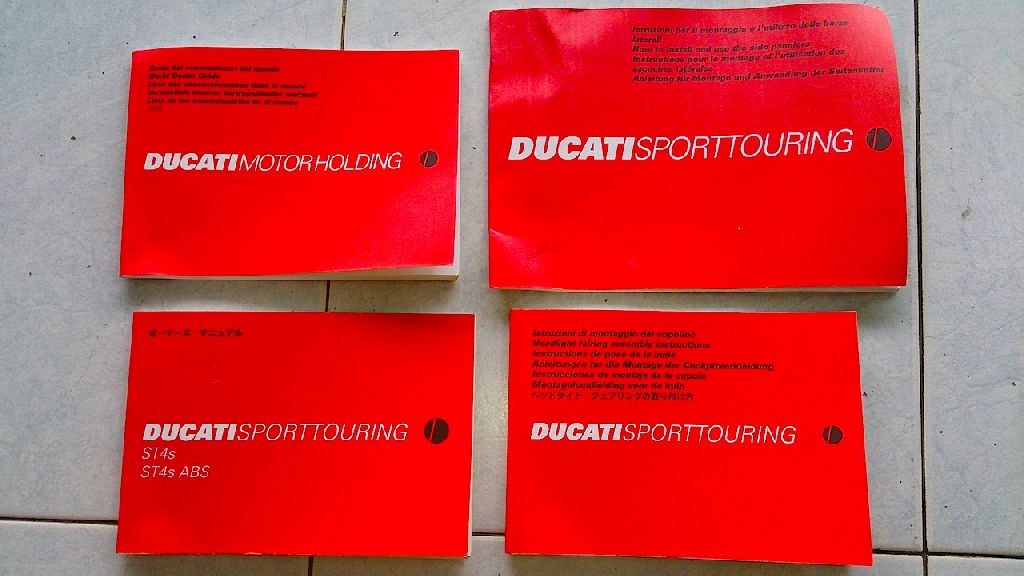 Guida dei concessionari del mondo
World Dealer Guide
Liste des concessionnaires dans le monde
Verzeichnis unserer Vertragshändler weltweit
Lista de los concesionarios en el mundo
DUCATIMOTORHOLDING
Istruzioni per il montaggio e l'utilizzo delle borse
laterali
How to install and use the side panniers
Instructions pour le montage et l'utilisation des
sacoches latérales
Anleitung für Montage und Anwendung der Seitenkoffer
DUCATISPORTTOURING
オーナーズ マニュアル
DUCATISPORTTOURING
ST4s
ST4s ABS
Istruzioni di montaggio del cupolino
Headlight fairing assembly instructions
Instructions de pose de la bulle
Anleitungen für die Montage der Cockpitverkleidung
Instrucciones de montaje de la cupula
Montagehandleiding voor de kuip
ヘッドライト・フェアリングの取り付け方
DUCATISPORTTOURING